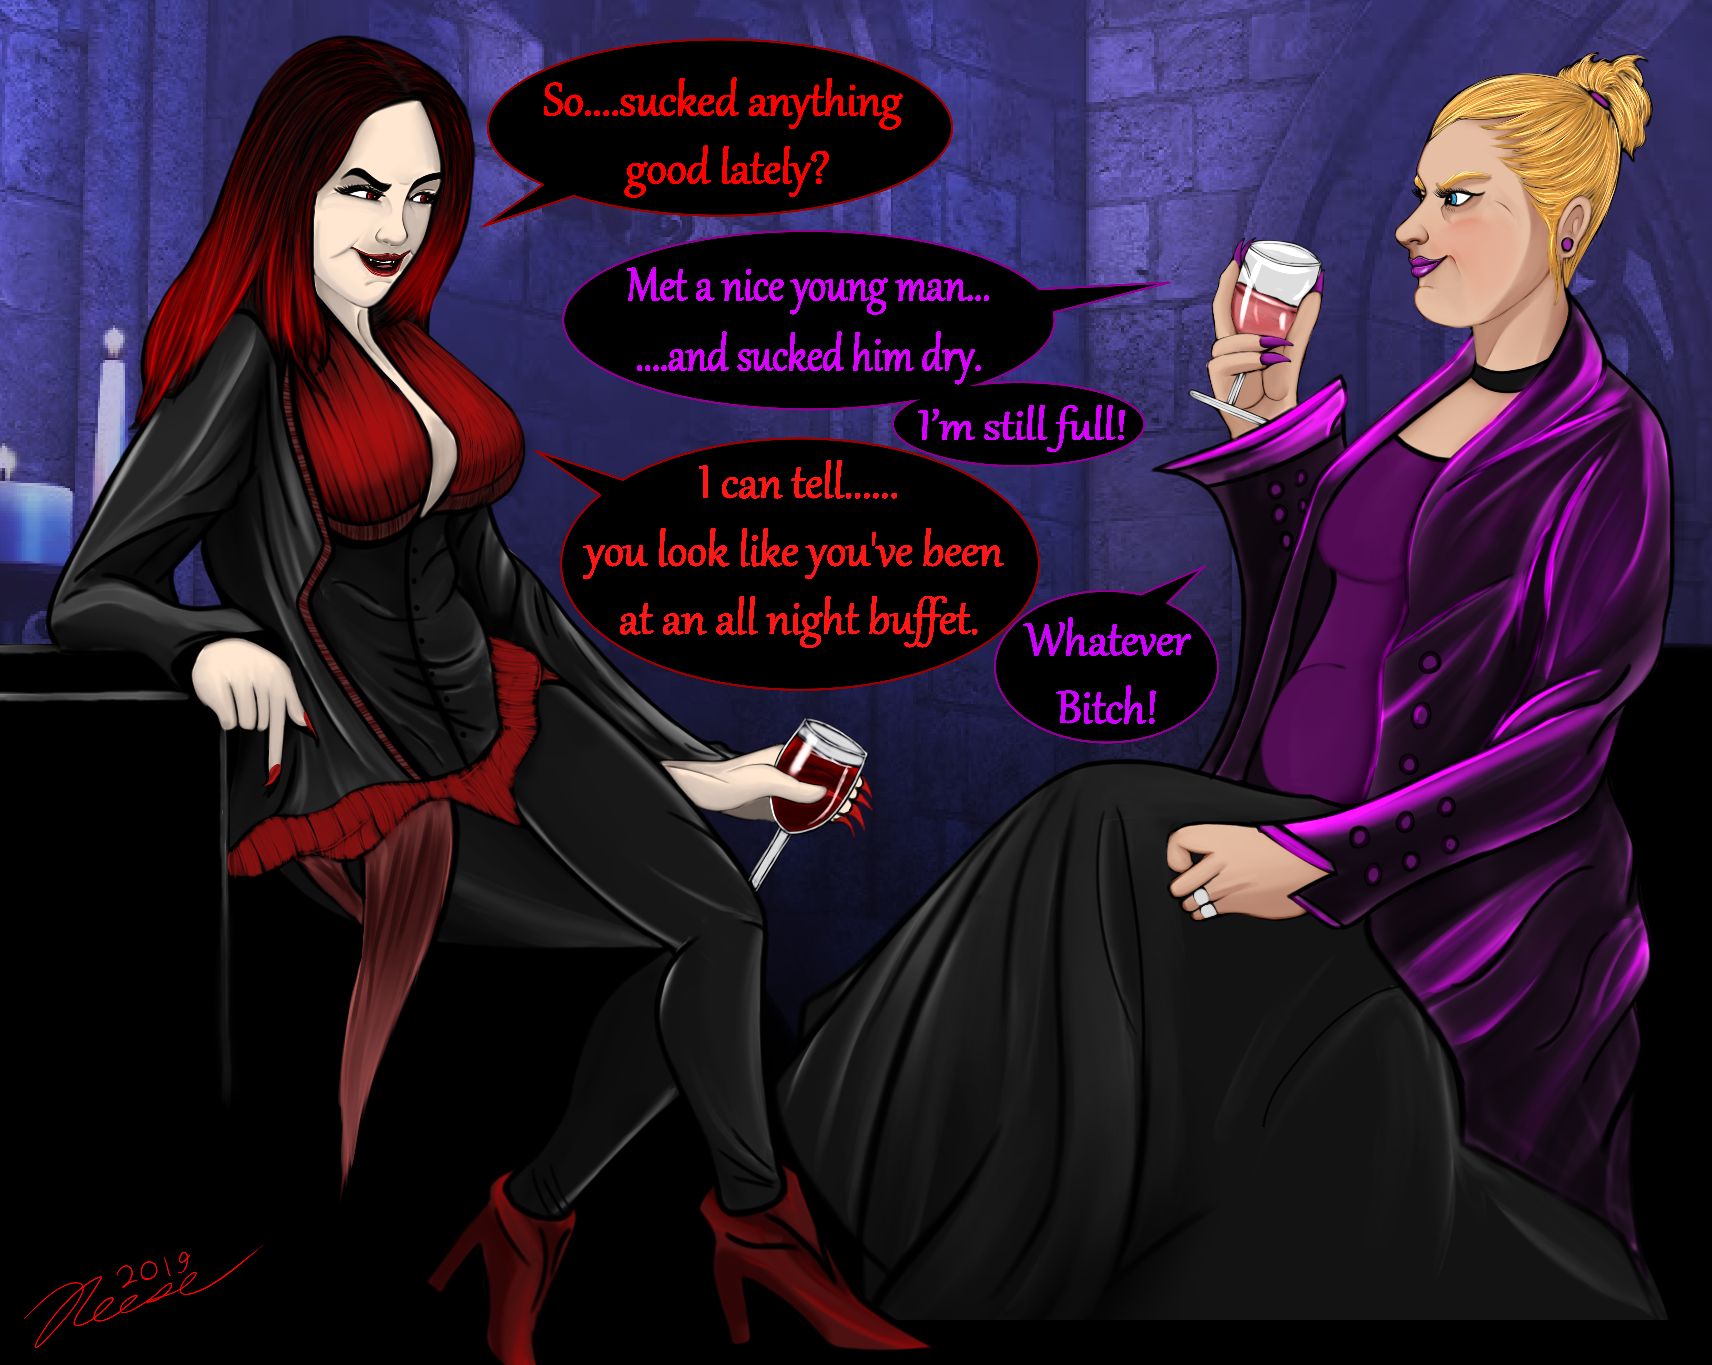 So....sucked anything
good lately?
Met a nice young man...
....and sucked him dry.
I'm still full!
I can tell......
you look like you've been
at an all night buffet.
Whatever
Bitch!
2019